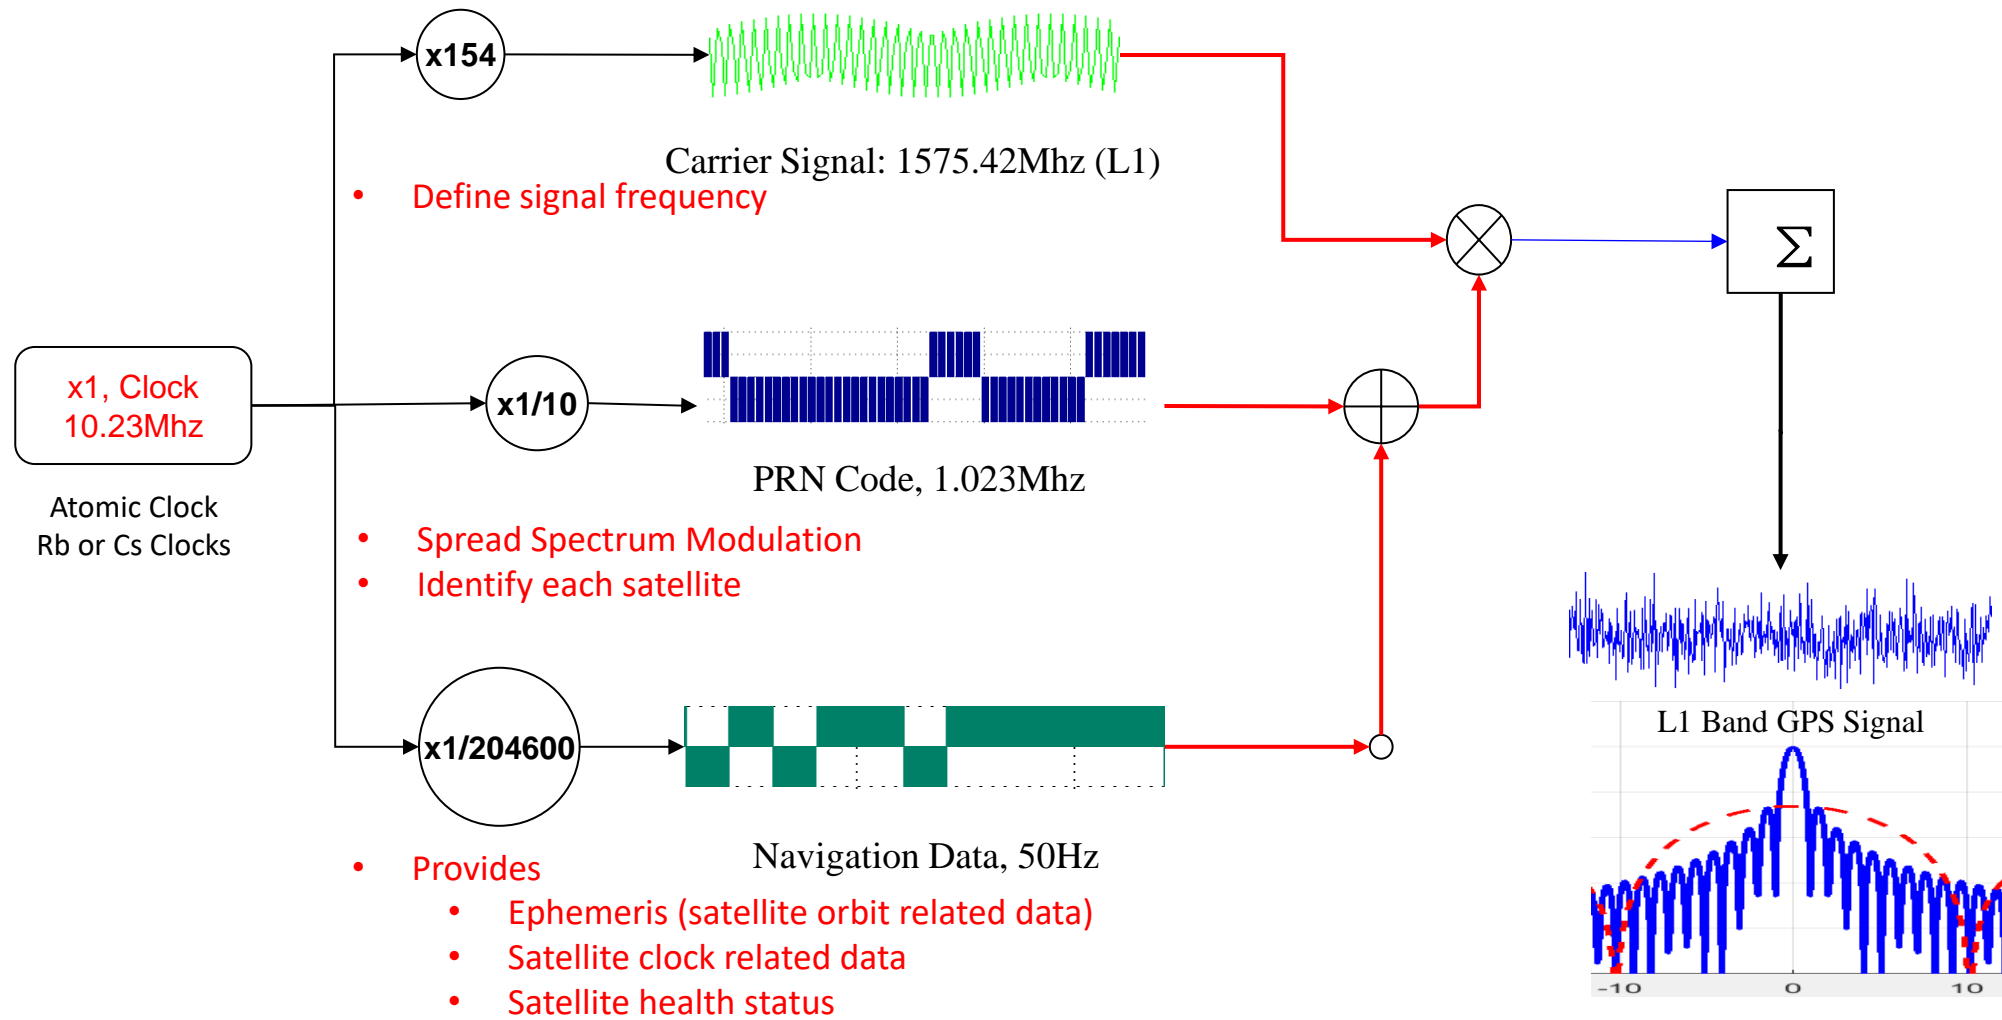 x154
Carrier Signal: 1575.42Mhz (L1)
• Define signal frequency
Σ
x1, Clock
10.23Mhz
x1/10
PRN Code, 1.023Mhz
Atomic Clock
Rb or Cs Clocks
• Spread Spectrum Modulation
• Identify each satellite
x1/204600
L1 Band GPS Signal
Navigation Data, 50Hz
• Provides
• Ephemeris (satellite orbit related data)
• Satellite clock related data
• Satellite health status
-10 0 10